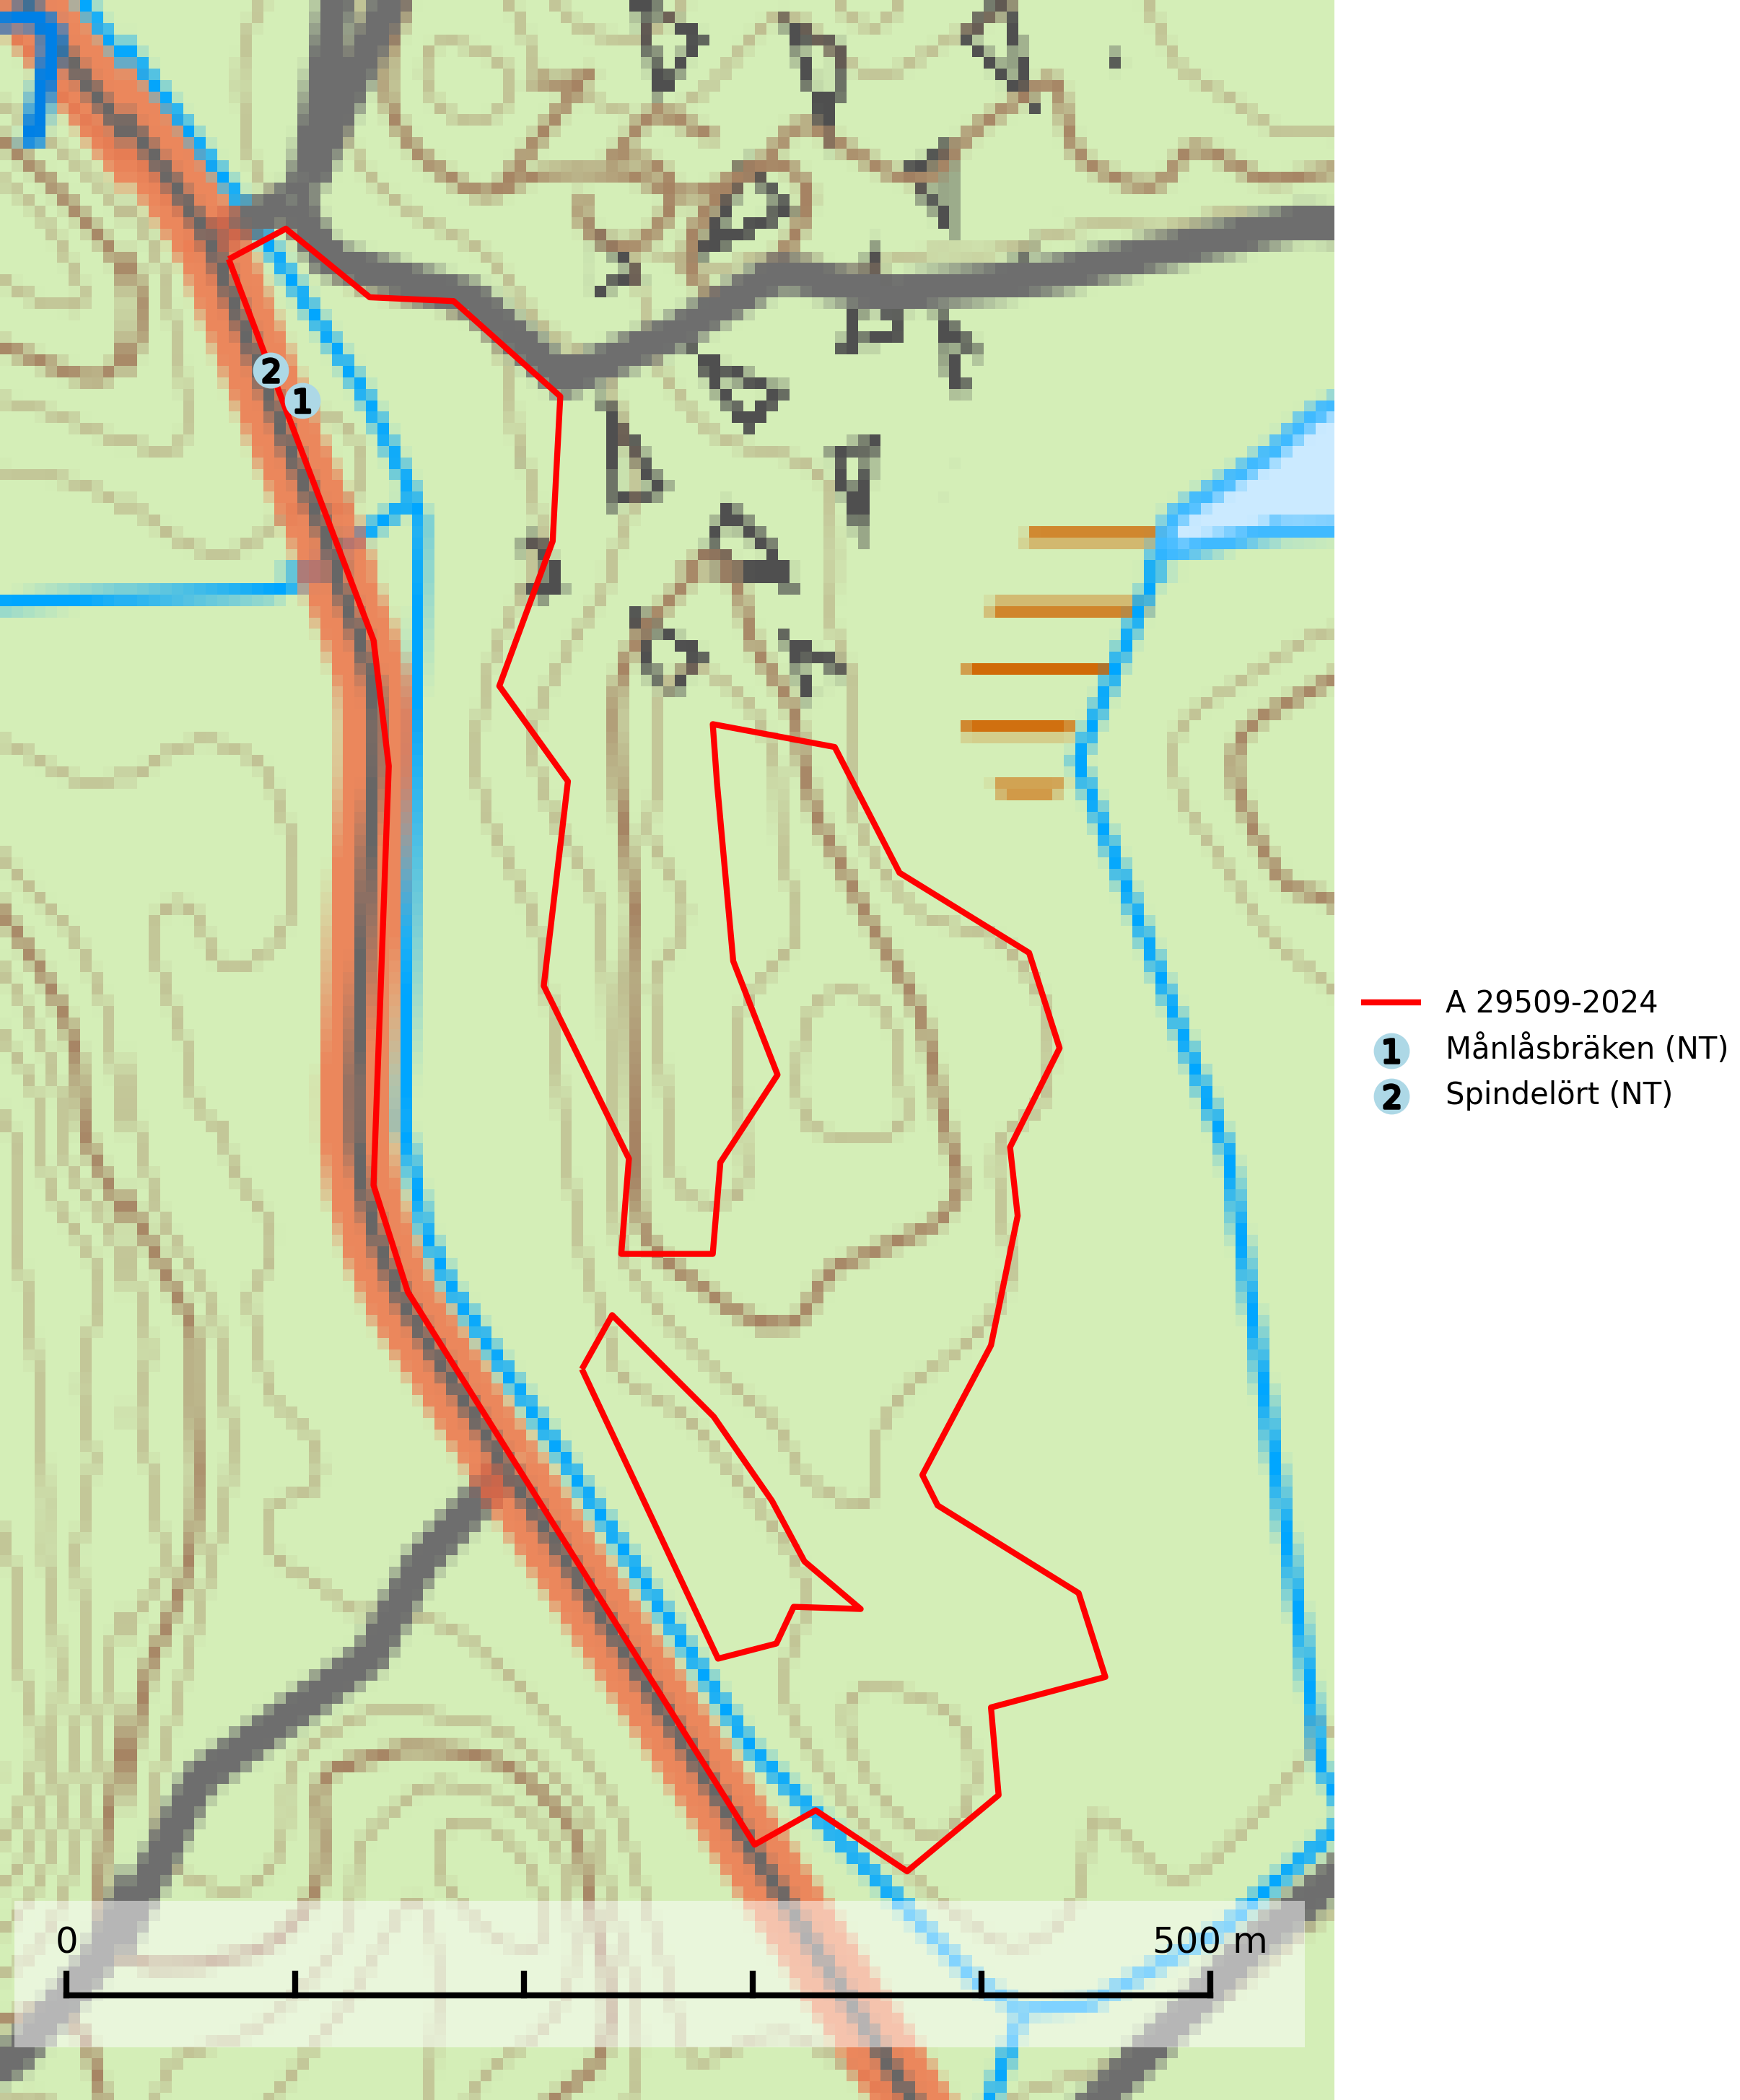 2
1
A 29509-2024
1 Månlåsbräken (NT)
2 Spindelört (NT)
0 500 m